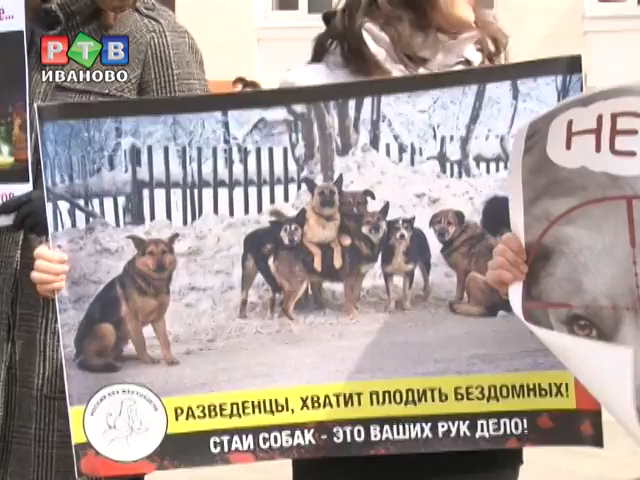 РТВ
ИВАНОВО
НЕ
РАЗВЕДЕНЦЫ, ХВАТИТ ПЛОДИТЬ БЕЗДОМНЫХ!
СТАИ СОБАК - ЭТО ВАШИХ РУК ДЕЛО!